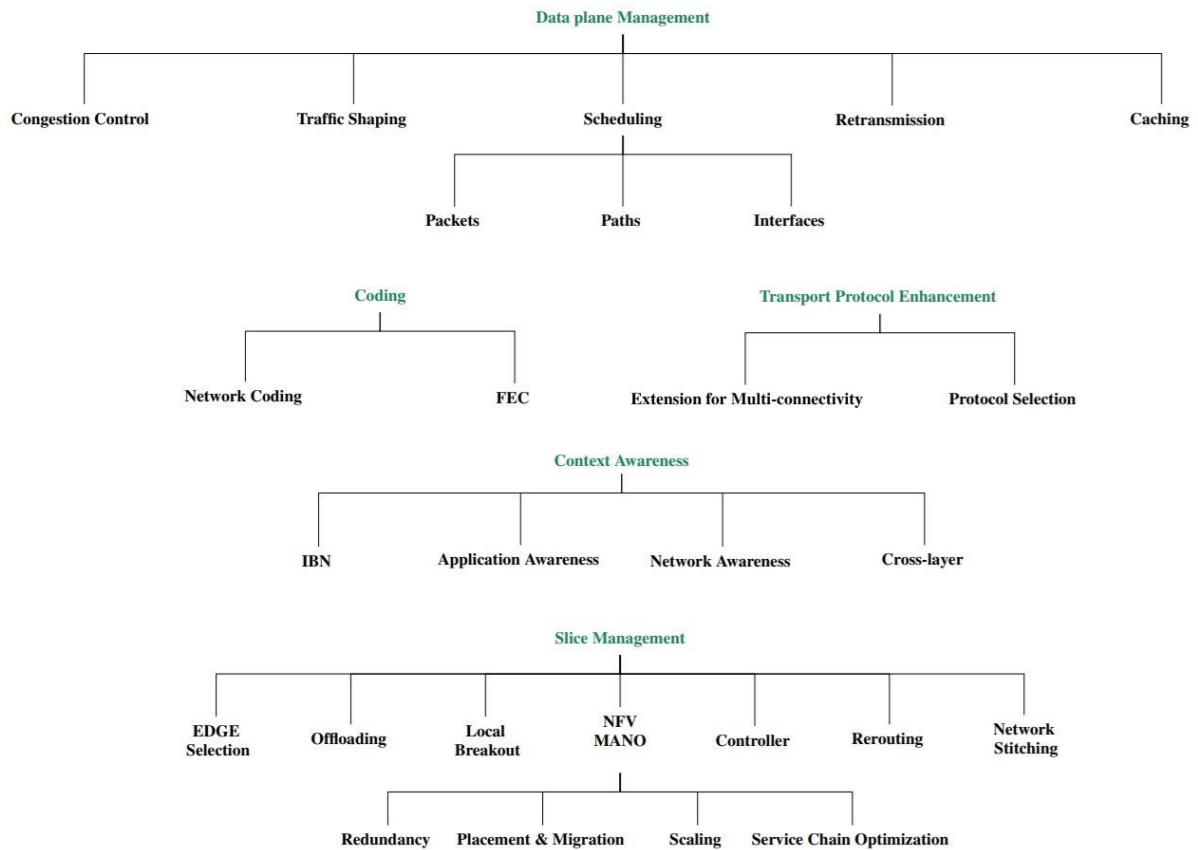 Data plane Management
Congestion Control
Traffic Shaping
Scheduling
Retransmission
Caching
Packets
Paths
Interfaces
Coding
Transport Protocol Enhancement
Network Coding
FEC
Extension for Multi-connectivity
Protocol Selection
Context Awareness
IBN
Application Awareness
Network Awareness
Cross-layer
Slice Management
EDGE
Selection
Offloading
Local
Breakout
NFV
MANO
Controller
Rerouting
Network
Stitching
Redundancy
Placement & Migration
Scaling
Service Chain Optimization